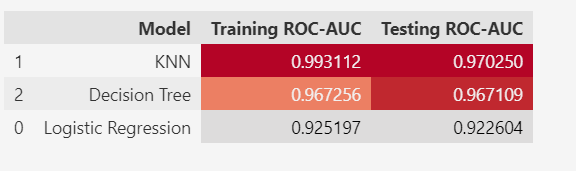 Model Training ROC-AUC Testing ROC-AUC
1 KNN 0.993112 0.970250
2 Decision Tree 0.967256 0.967109
0 Logistic Regression 0.925197 0.922604